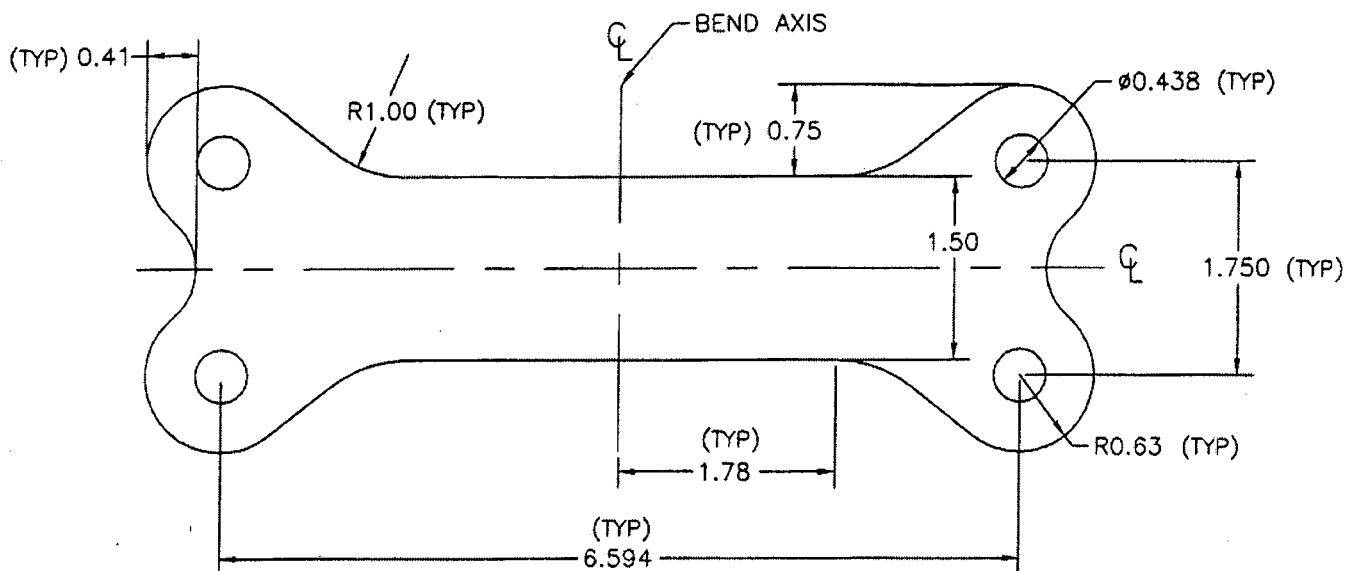 ℄
BEND AXIS
(TYP) 0.41
R1.00 (TYP)
(TYP) 0.75
ø0.438 (TYP)
1.50
℄
1.750 (TYP)
(TYP)
1.78
R0.63 (TYP)
(TYP)
6.594